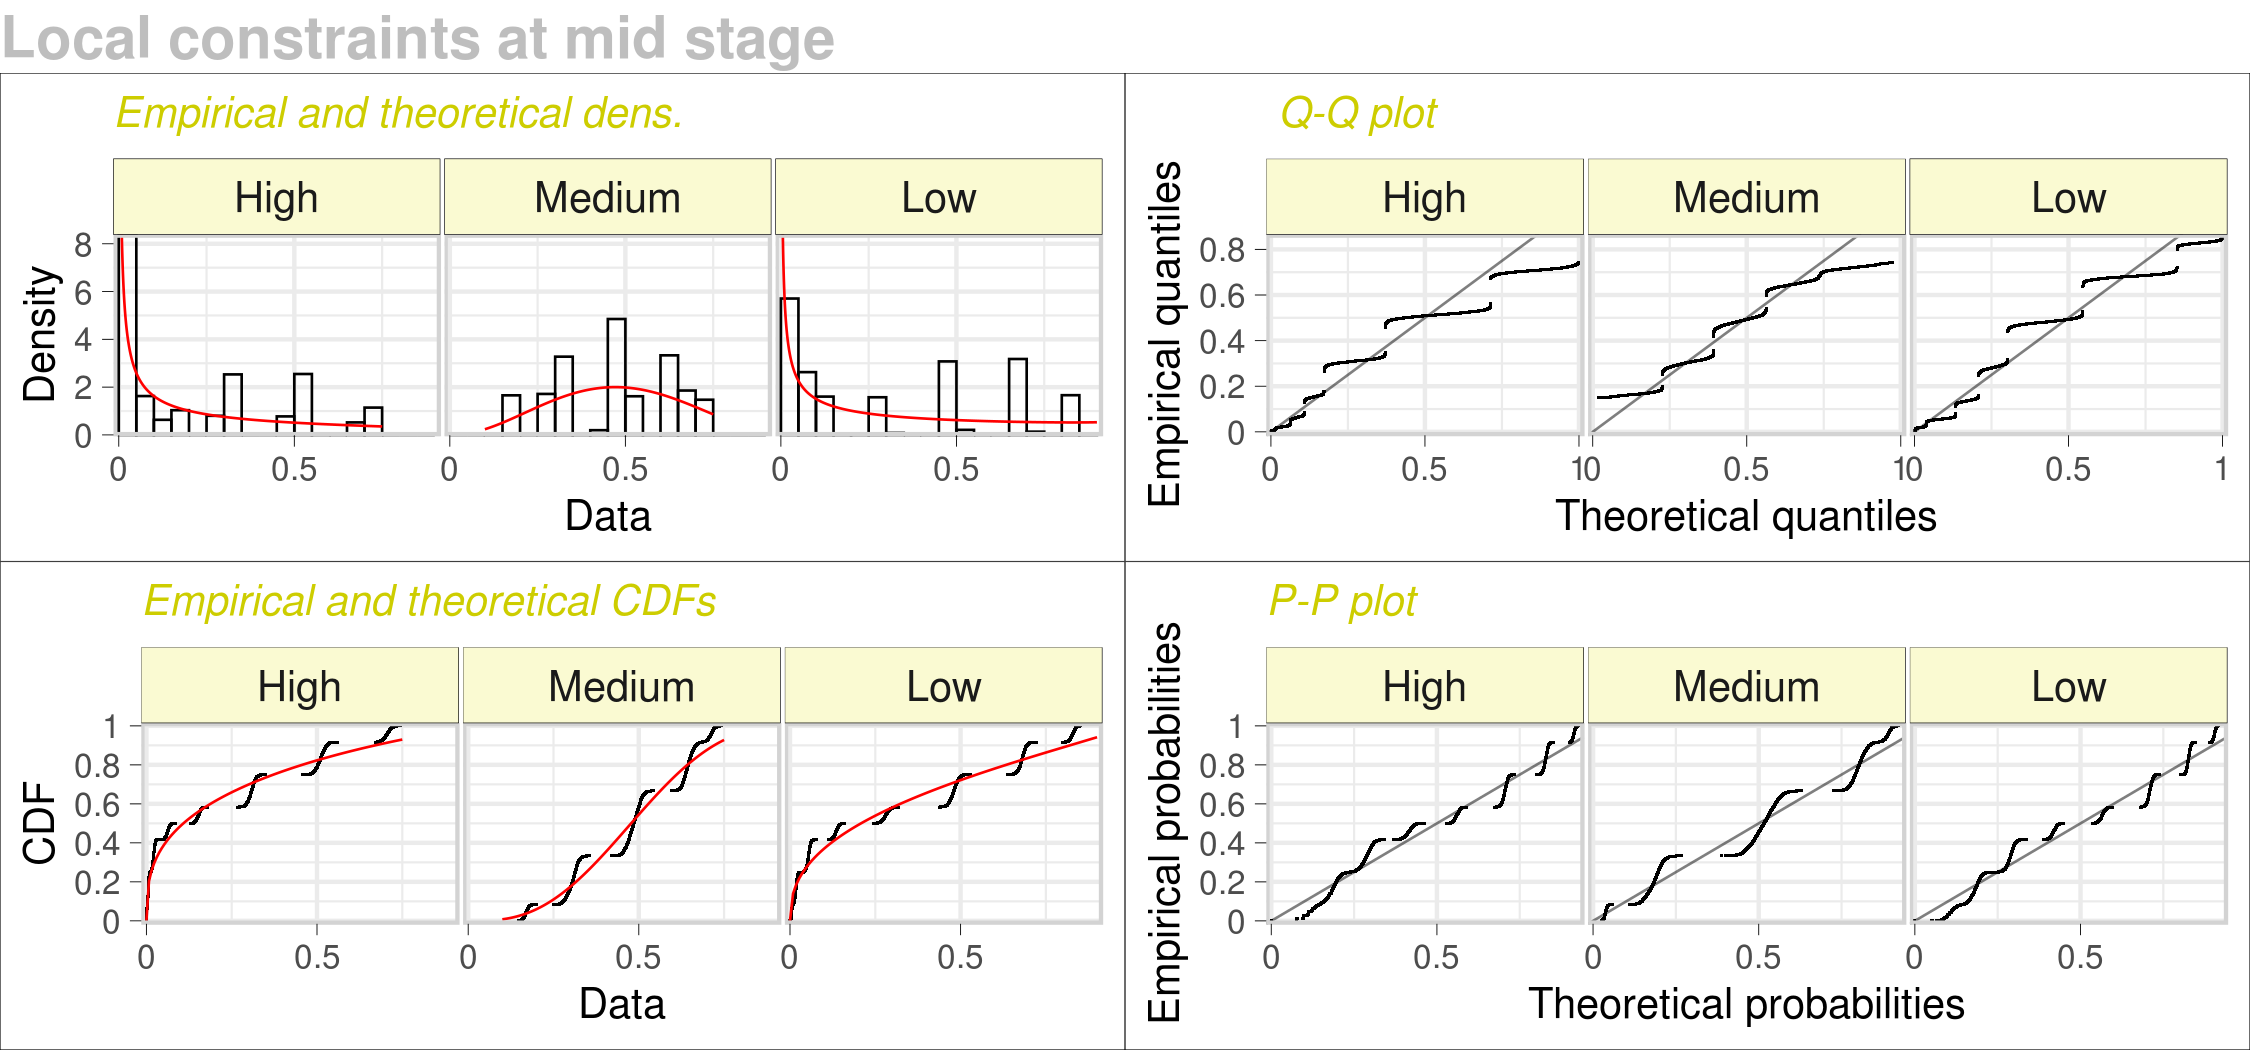 Local constraints at mid stage
Empirical and theoretical dens.
High Medium Low
Density
8
6
4
2
0
0 0.5 0 0.5 0 0.5
Data
Q-Q plot
High Medium Low
Empirical quantiles
0.8
0.6
0.4
0.2
0
0 0.5 1 0 0.5 1 0 0.5 1
Theoretical quantiles
Empirical and theoretical CDFs
High Medium Low
CDF
1
0.8
0.6
0.4
0.2
0
0 0.5 0 0.5 0 0.5
Data
P-P plot
High Medium Low
Empirical probabilities
1
0.8
0.6
0.4
0.2
0
0 0.5 0 0.5 0 0.5
Theoretical probabilities